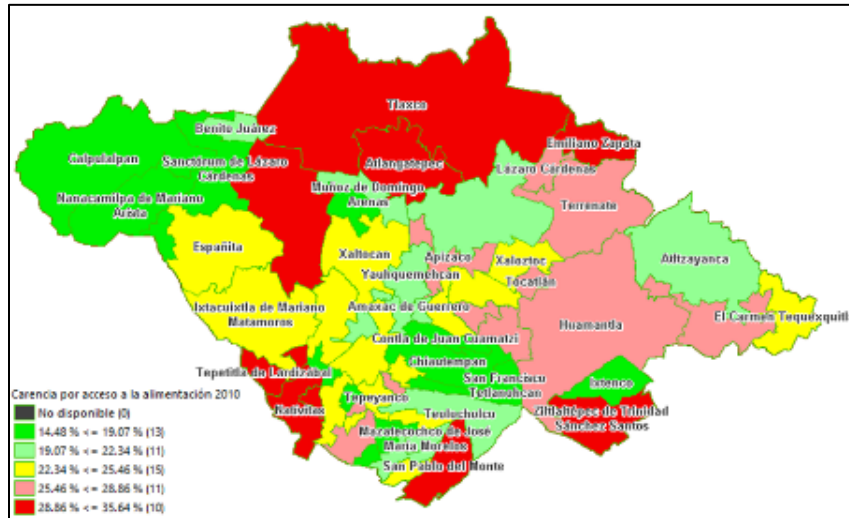 Tlaxco
Benito Juárez
Emiliano Zapata
Calpulalpan
Sanctórum de Lázaro
Cárdenas
Atlangatepec
Lázaro Cárdenas
Muñoz de Domingo
Arenas
Nanacamilpa de Mariano
Arista
Terrenate
Españita
Xaltocan
Apizaco
Xaloztoc
Altzayanca
Yauhquemehcan
Tocatlán
Ixtacuixtla de Mariano
Matamoros
Amaxac de Guerrero
Huamantla
El Carmen Tequexquitla
Contla de Juan Cuamatzi
Chiautempan
Tepetitla de Lardizabal
San Francisco
Tetlanuhcan
Ixtenco
Carencia por acceso a la alimentación 2010
Nativitas
Tepeyanco
Teolocholco
Ziltlaltépec de Trinidad
Sánchez Santos
No disponible (0)
14.48 % <= 19.07 % (13)
Mazatecochco de José
María Morelos
19.07 % <= 22.34 % (11)
22.34 % <= 25.46 % (15)
San Pablo del Monte
25.46 % <= 28.86 % (11)
28.86 % <= 35.64 % (10)